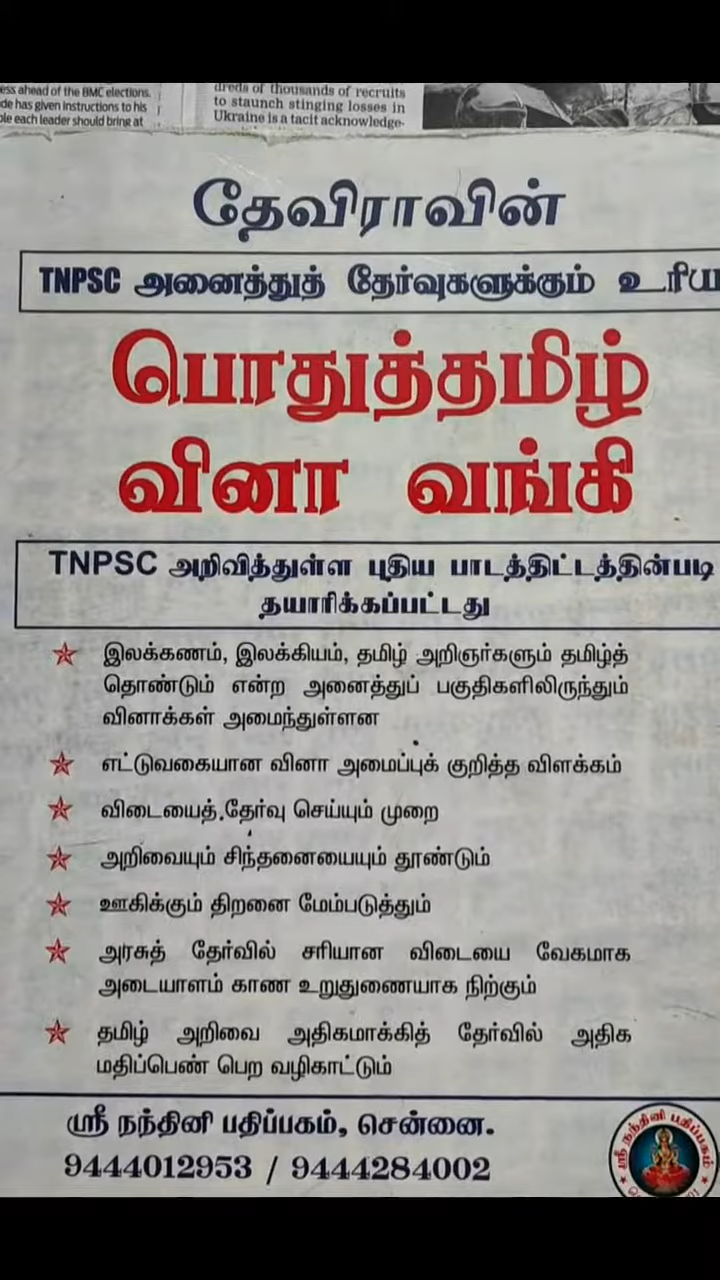 ess ahead of the BMC elections.
de has given instructions to his
ple each leader should bring at
dreds of thousands of recruits
to staunch stinging losses in
Ukraine is a tacit acknowledge-
தேவிராவின்
TNPSC அனைத்துத் தேர்வுகளுக்கும் உரிய
பொதுத்தமிழ்
வினா வங்கி
TNPSC அறிவித்துள்ள புதிய பாடத்திட்டத்தின்படி
தயாரிக்கப்பட்டது
இலக்கணம், இலக்கியம், தமிழ் அறிஞர்களும் தமிழ்த்
தொண்டும் என்ற அனைத்துப் பகுதிகளிலிருந்தும்
வினாக்கள் அமைந்துள்ளன
எட்டுவகையான வினா அமைப்புக் குறித்த விளக்கம்
விடையைத் தேர்வு செய்யும் முறை
அறிவையும் சிந்தனையையும் தூண்டும்
ஊகிக்கும் திறனை மேம்படுத்தும்
அரசுத் தேர்வில் சரியான விடையை வேகமாக
அடையாளம் காண உறுதுணையாக நிற்கும்
தமிழ் அறிவை அதிகமாக்கித் தேர்வில் அதிக
மதிப்பெண் பெற வழிகாட்டும்
ஸ்ரீ நந்தினி பதிப்பகம், சென்னை.
9444012953 / 9444284002
ஸ்ரீ நந்தினி பதிப்பகம்